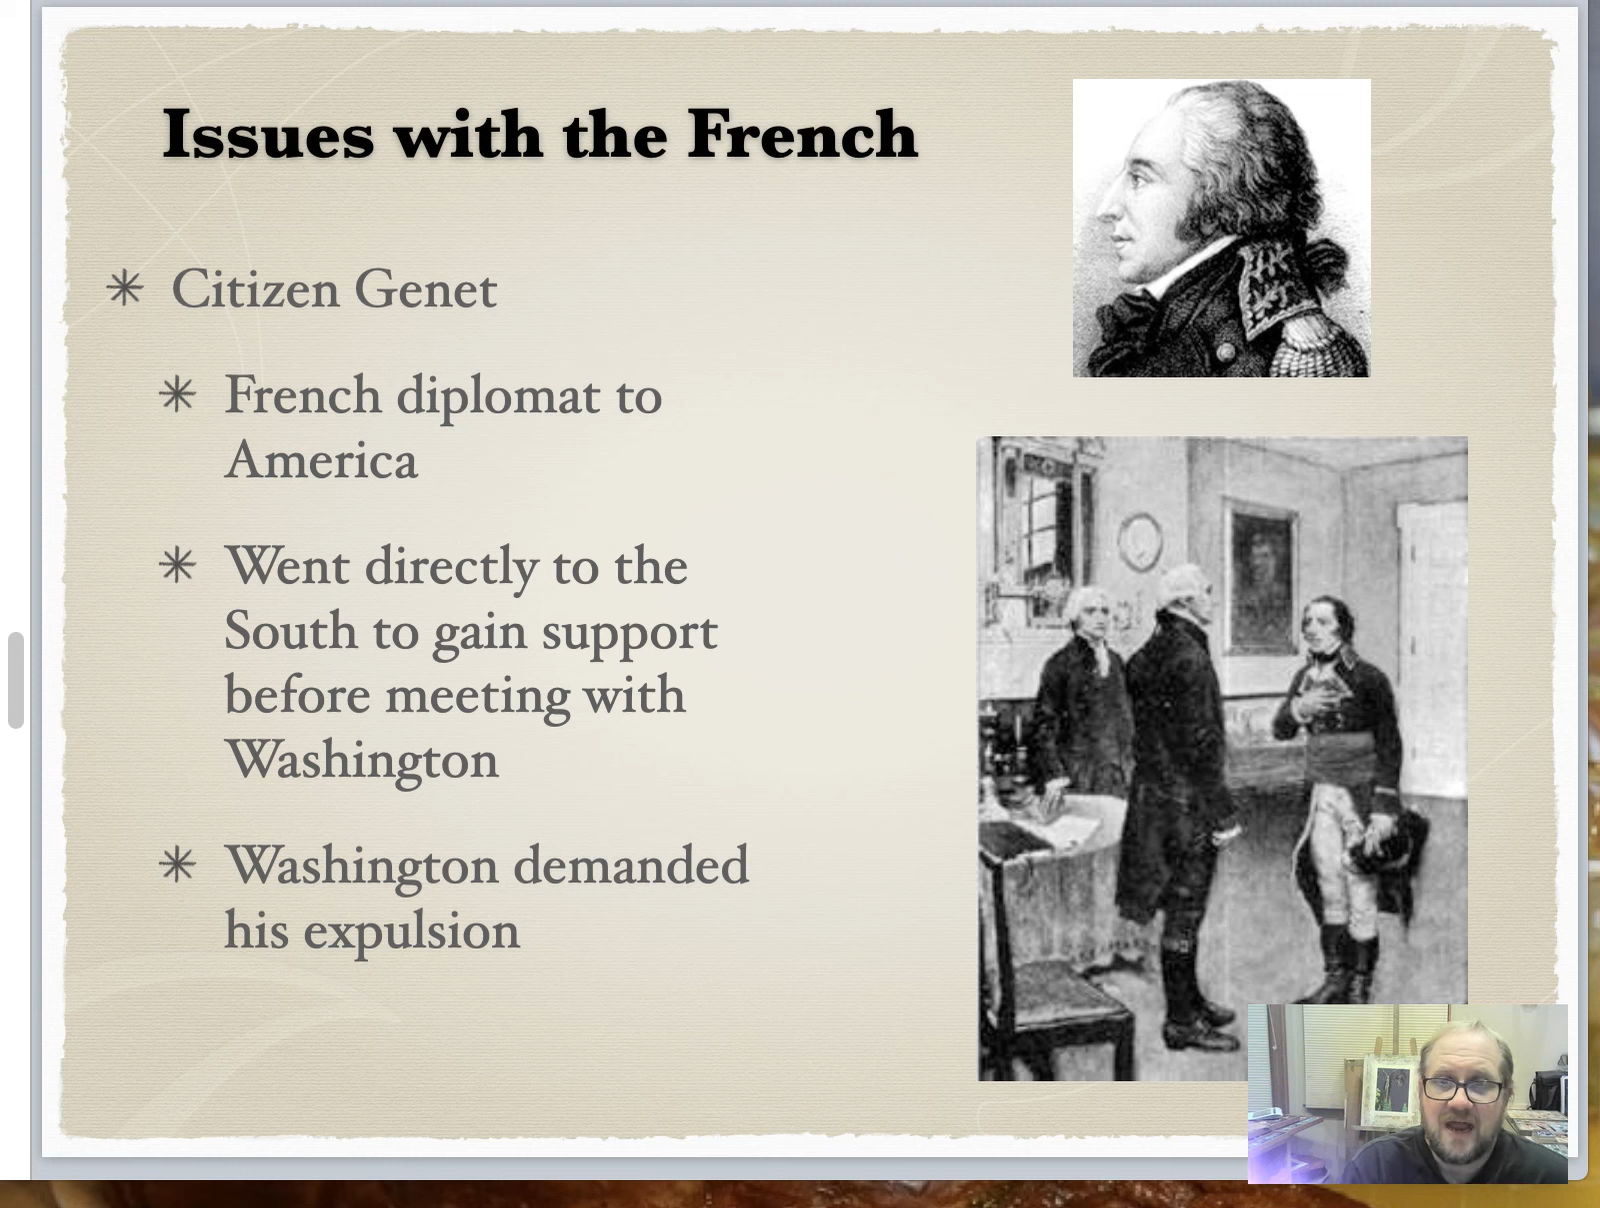 Issues with the French
Citizen Genet
French diplomat to
America
Went directly to the
South to gain support
before meeting with
Washington
Washington demanded
his expulsion